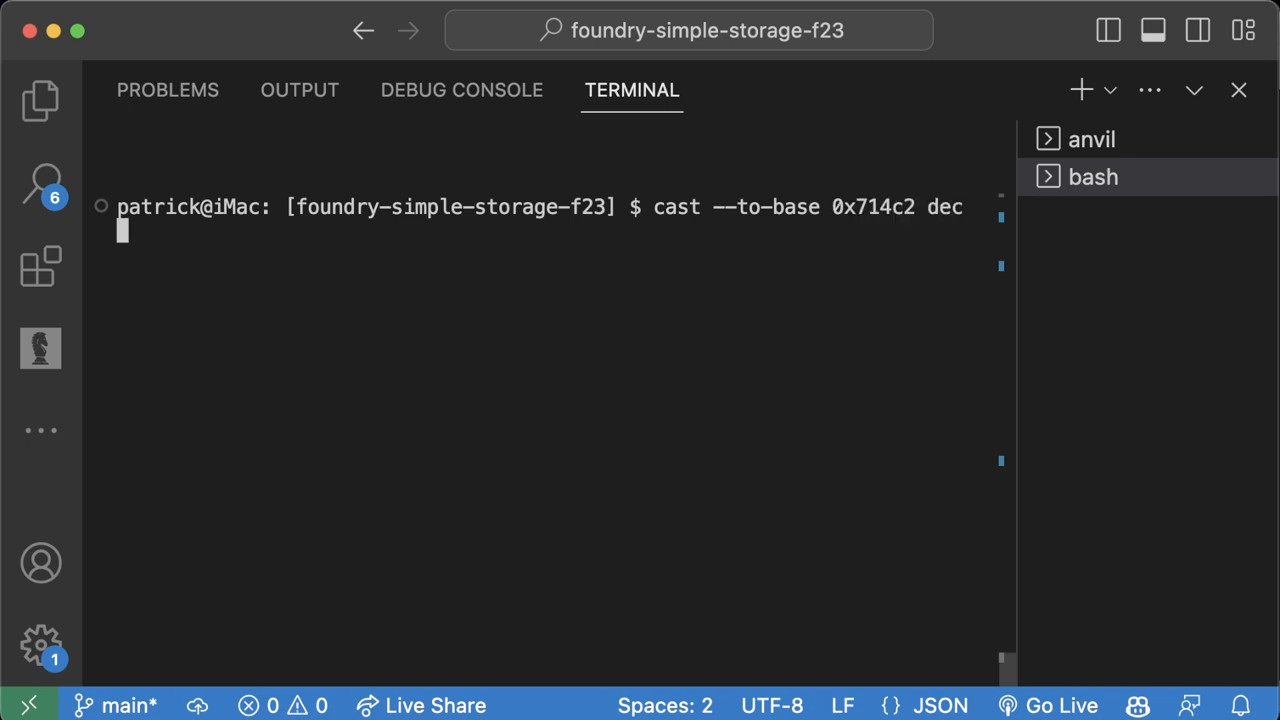 foundry-simple-storage-f23
PROBLEMS OUTPUT DEBUG CONSOLE TERMINAL
anvil
6
bash
patrick@iMac: [foundry-simple-storage-f23] $ cast --to-base 0x714c2 dec
1
main* 0 0 Live Share Spaces: 2 UTF-8 LF {} JSON Go Live